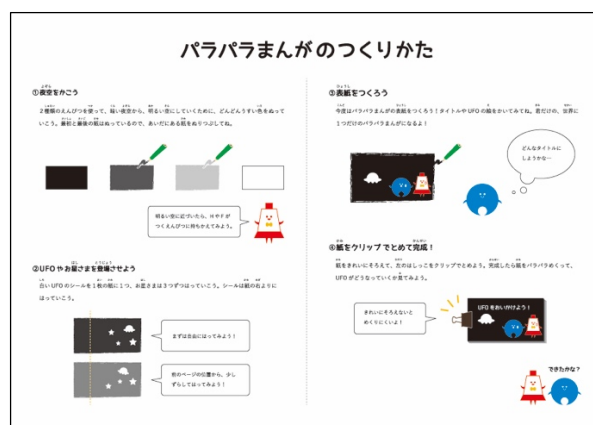 パラパラまんがのつくりかた
①夜空をかこう
2種類のえんぴつを使って、暗い夜空から、明るい空にしていくために、どんどんうすい色をぬって
いこう。最初と最後の紙はぬっているので、あいだにある紙をぬりつぶしてね。
明るい空に近づいたら、
つくえんぴつに持ちかえてみよう。
②UFOやお星さまを登場させよう
白いUFOのシールを1枚の紙に1つ、お星さまは3つずつはっていこう。シールは紙の右より
にはっていこう。
まずは自由にはってみよう！
前のページの位置から、少し
ずらしてはってみよう！
③表紙をつくろう
今度はパラパラまんがの表紙をつくろう！タイトルやUFOの絵をかいてみてね。君だけの、世界に
1つだけのパラパラまんがになるよ！
どんなタイトルに
しようかな…
④紙をクリップでとめて完成！
紙をきれいにそろえて、左のはしっこをクリップでとめよう。完成したら紙をパラパラめくって、
UFOがどうなっていくか見てみよう。
きれいにそろえないと
めくりにくいよ！
UFOをおいかけよう！
できたかな？